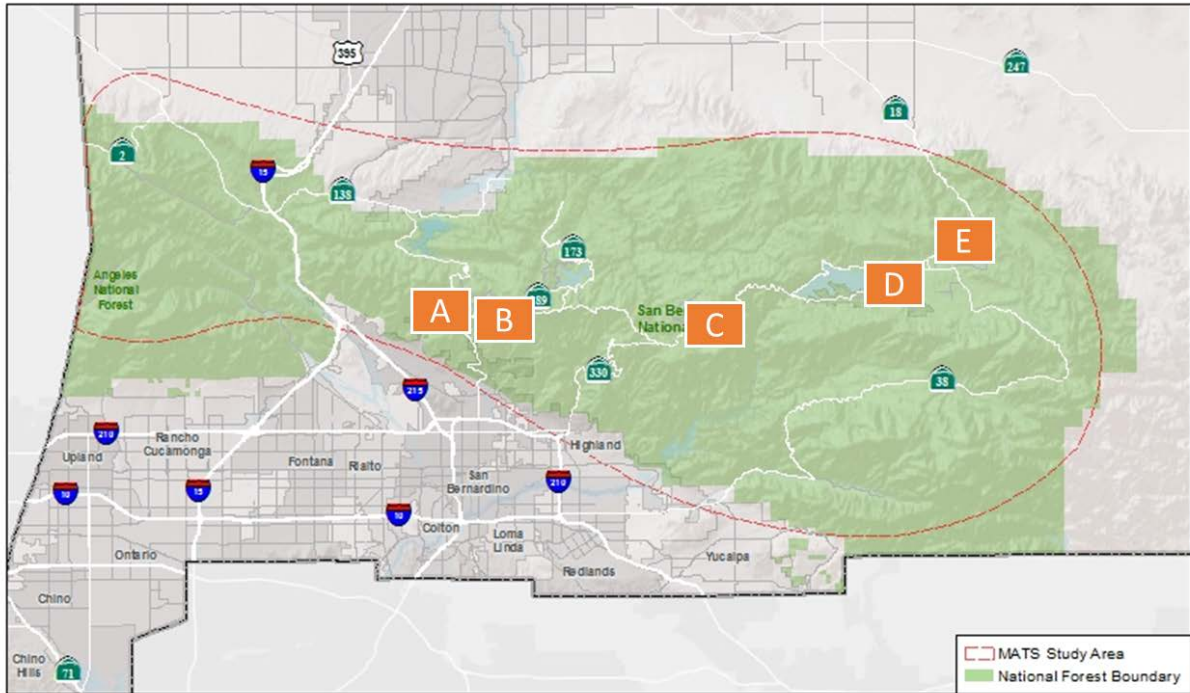 395
247
18
2
15
138
173
E
D
Angeles
National
Forest
A
B
89
San Be
National
C
330
38
215
210
Upland
Rancho
Cucamonga
Fontana
Rialto
San
Bernardino
Highland
210
10
15
10
Colton
Loma
Linda
Ontario
Redlands
Yucaipa
Chino
Chino
Hills
71
MATS Study Area
National Forest Boundary